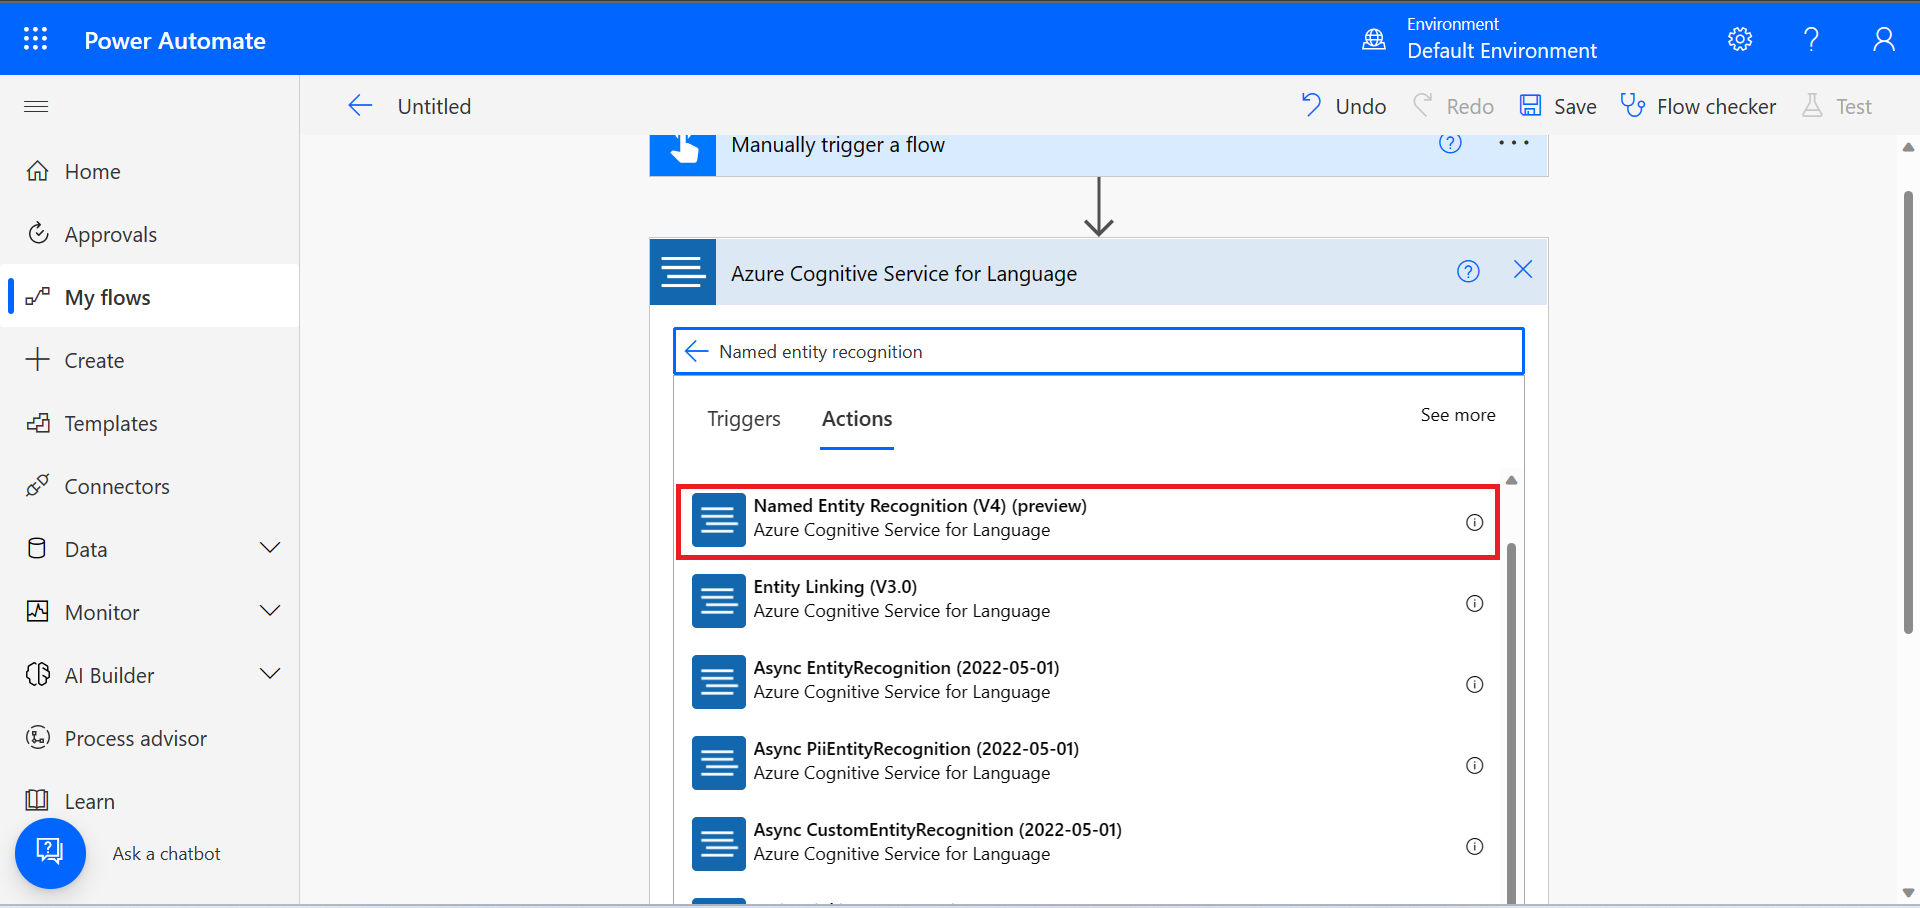 Power Automate
Environment
Default Environment
Untitled
Undo
Redo
Save
Flow checker
Test
Home
Approvals
My flows
Create
Templates
Connectors
Data
Monitor
AI Builder
Process advisor
Learn
Ask a chatbot
Manually trigger a flow
Azure Cognitive Service for Language
Named entity recognition
Triggers
Actions
See more
Named Entity Recognition (V4) (preview)
Azure Cognitive Service for Language
Entity Linking (V3.0)
Azure Cognitive Service for Language
Async EntityRecognition (2022-05-01)
Azure Cognitive Service for Language
Async PiiEntityRecognition (2022-05-01)
Azure Cognitive Service for Language
Async CustomEntityRecognition (2022-05-01)
Azure Cognitive Service for Language